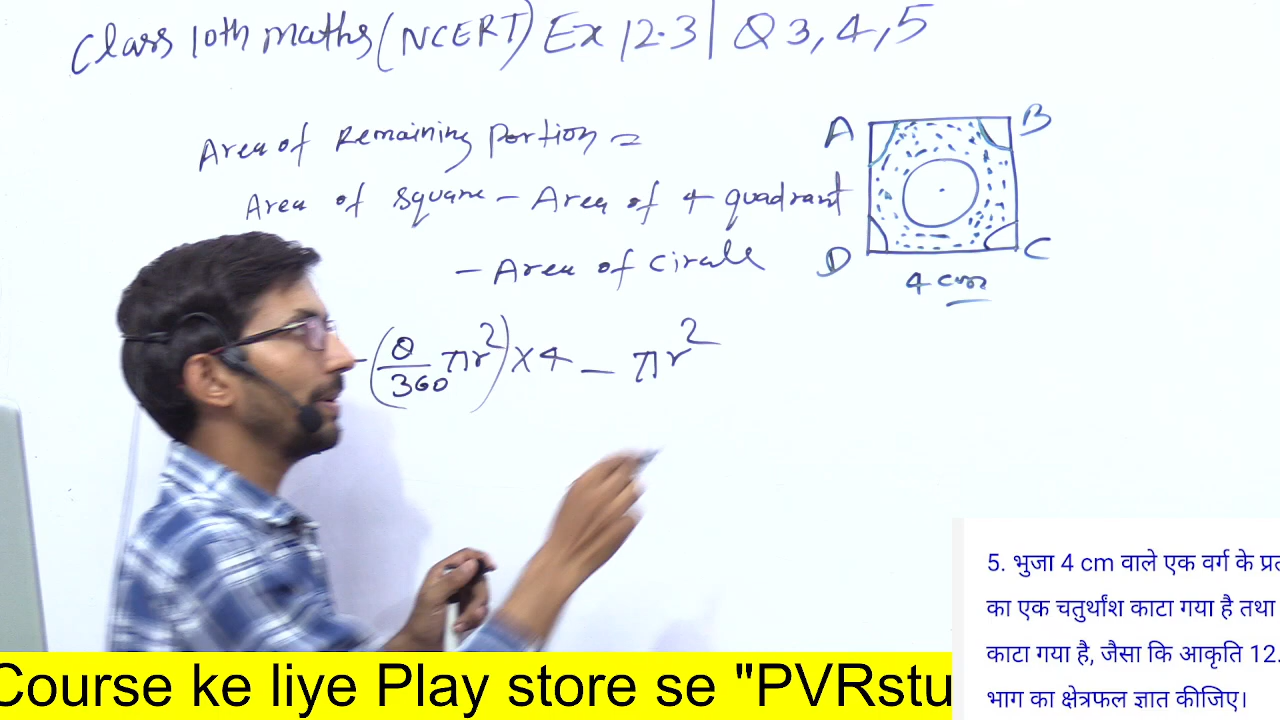 Class 10th maths (NCERT) Ex 12.3 | Q 3, 4, 5
Area of Remaining portion =
Area of square - Area of 4 quadrant
- Area of Circle
- (θ/360 πr²) × 4 - πr²
A
B
D
C
4 cm
5. भुजा 4 cm वाले एक वर्ग के
का एक चतुर्थांश काटा गया है तथा
काटा गया है, जैसा कि आकृति 12.
भाग का क्षेत्रफल ज्ञात कीजिए।
Course ke liye Play store se "PVRstu